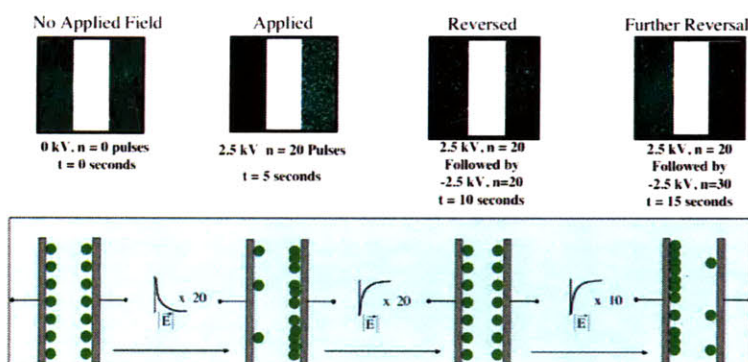 No Applied Field
Applied
Reversed
Further Reversal
0 kV, n = 0 pulses
t = 0 seconds
2.5 kV n = 20 Pulses
t = 5 seconds
2.5 kV, n = 20
Followed by
-2.5 kV, n=20
t = 10 seconds
2.5 kV, n = 20
Followed by
-2.5 kV, n=30
t = 15 seconds
x 20
|E|
x 20
|E|
x 10
|E|